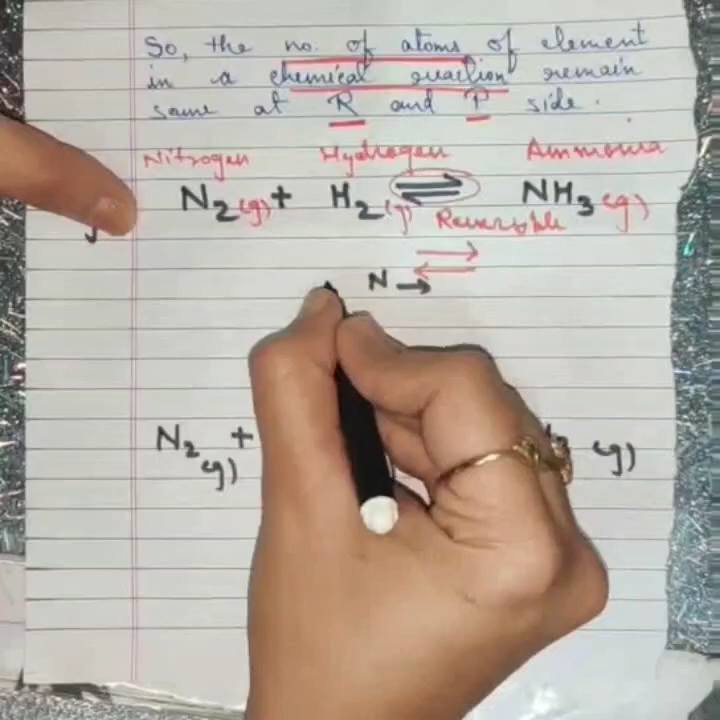 So, the no. of atoms of element
in a chemical reaction remain
same at R and P side.
Nitrogen Hydrogen Ammonia
N2(g) + H2(g) ⇌ NH3(g)
Reversible
⇌
N →
N2 + (g)
(g)